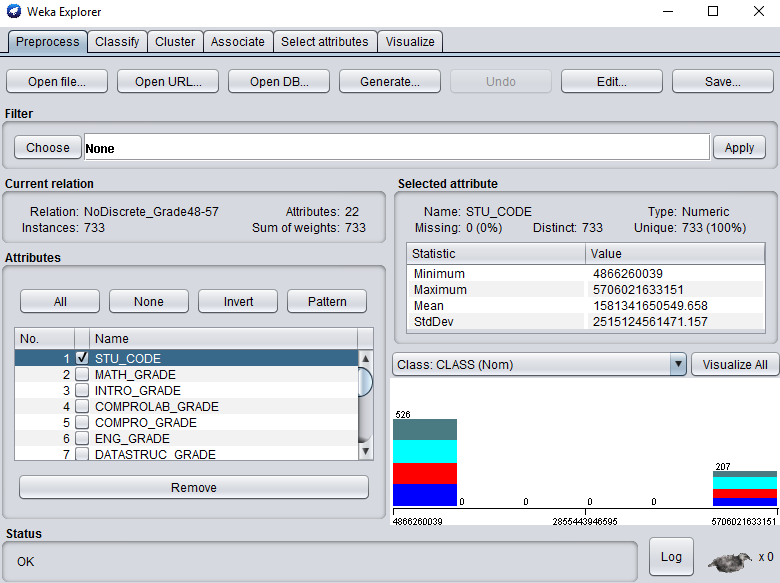 Weka Explorer
Preprocess Classify Cluster Associate Select attributes Visualize
Open file... Open URL... Open DB... Generate... Undo Edit... Save...
Filter
Choose None Apply
Current relation
Relation: NoDiscrete_Grade48-57 Attributes: 22
Instances: 733 Sum of weights: 733
Attributes
All None Invert Pattern
No. Name
1 STU_CODE
2 MATH_GRADE
3 INTRO_GRADE
4 COMPROLAB_GRADE
5 COMPRO_GRADE
6 ENG_GRADE
7 DATASTRUC_GRADE
Remove
Selected attribute
Name: STU_CODE Type: Numeric
Missing: 0 (0%) Distinct: 733 Unique: 733 (100%)
Statistic Value
Minimum 4866260039
Maximum 5706021633151
Mean 1581341650549.658
StdDev 2515124561471.157
Class: CLASS (Nom) Visualize All
526
207
0 0 0 0
4866260039 2855443946595 5706021633151
Status
OK
Log x 0